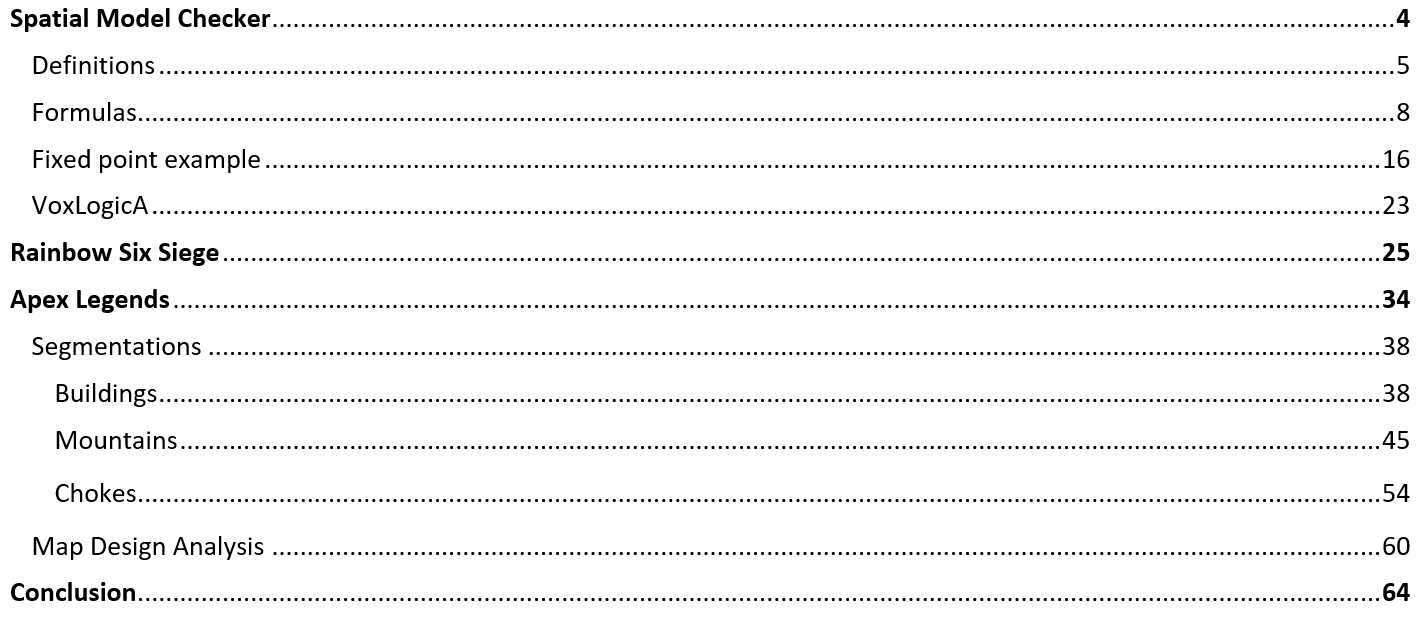 Spatial Model Checker....................4
Definitions....................5
Formulas....................8
Fixed point example....................16
VoxLogicA....................23
Rainbow Six Siege....................25
Apex Legends....................34
Segmentations ....................38
Buildings....................38
Mountains....................45
Chokes....................54
Map Design Analysis ....................60
Conclusion....................64